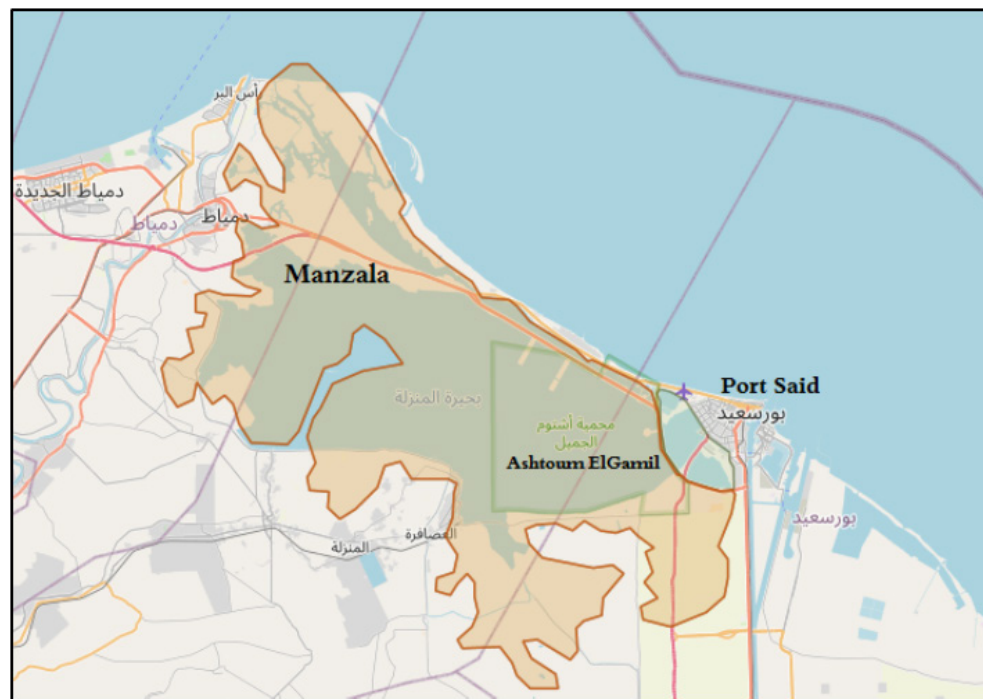 أس البر
دمياط الجديدة
دمياط
دمياط
Manzala
بحيرة المنزلة
Port Said
بورسعيد
محمية أشتوم
الجميل
Ashtoum ElGamil
بورسعيد
العصافرة
المنزلة